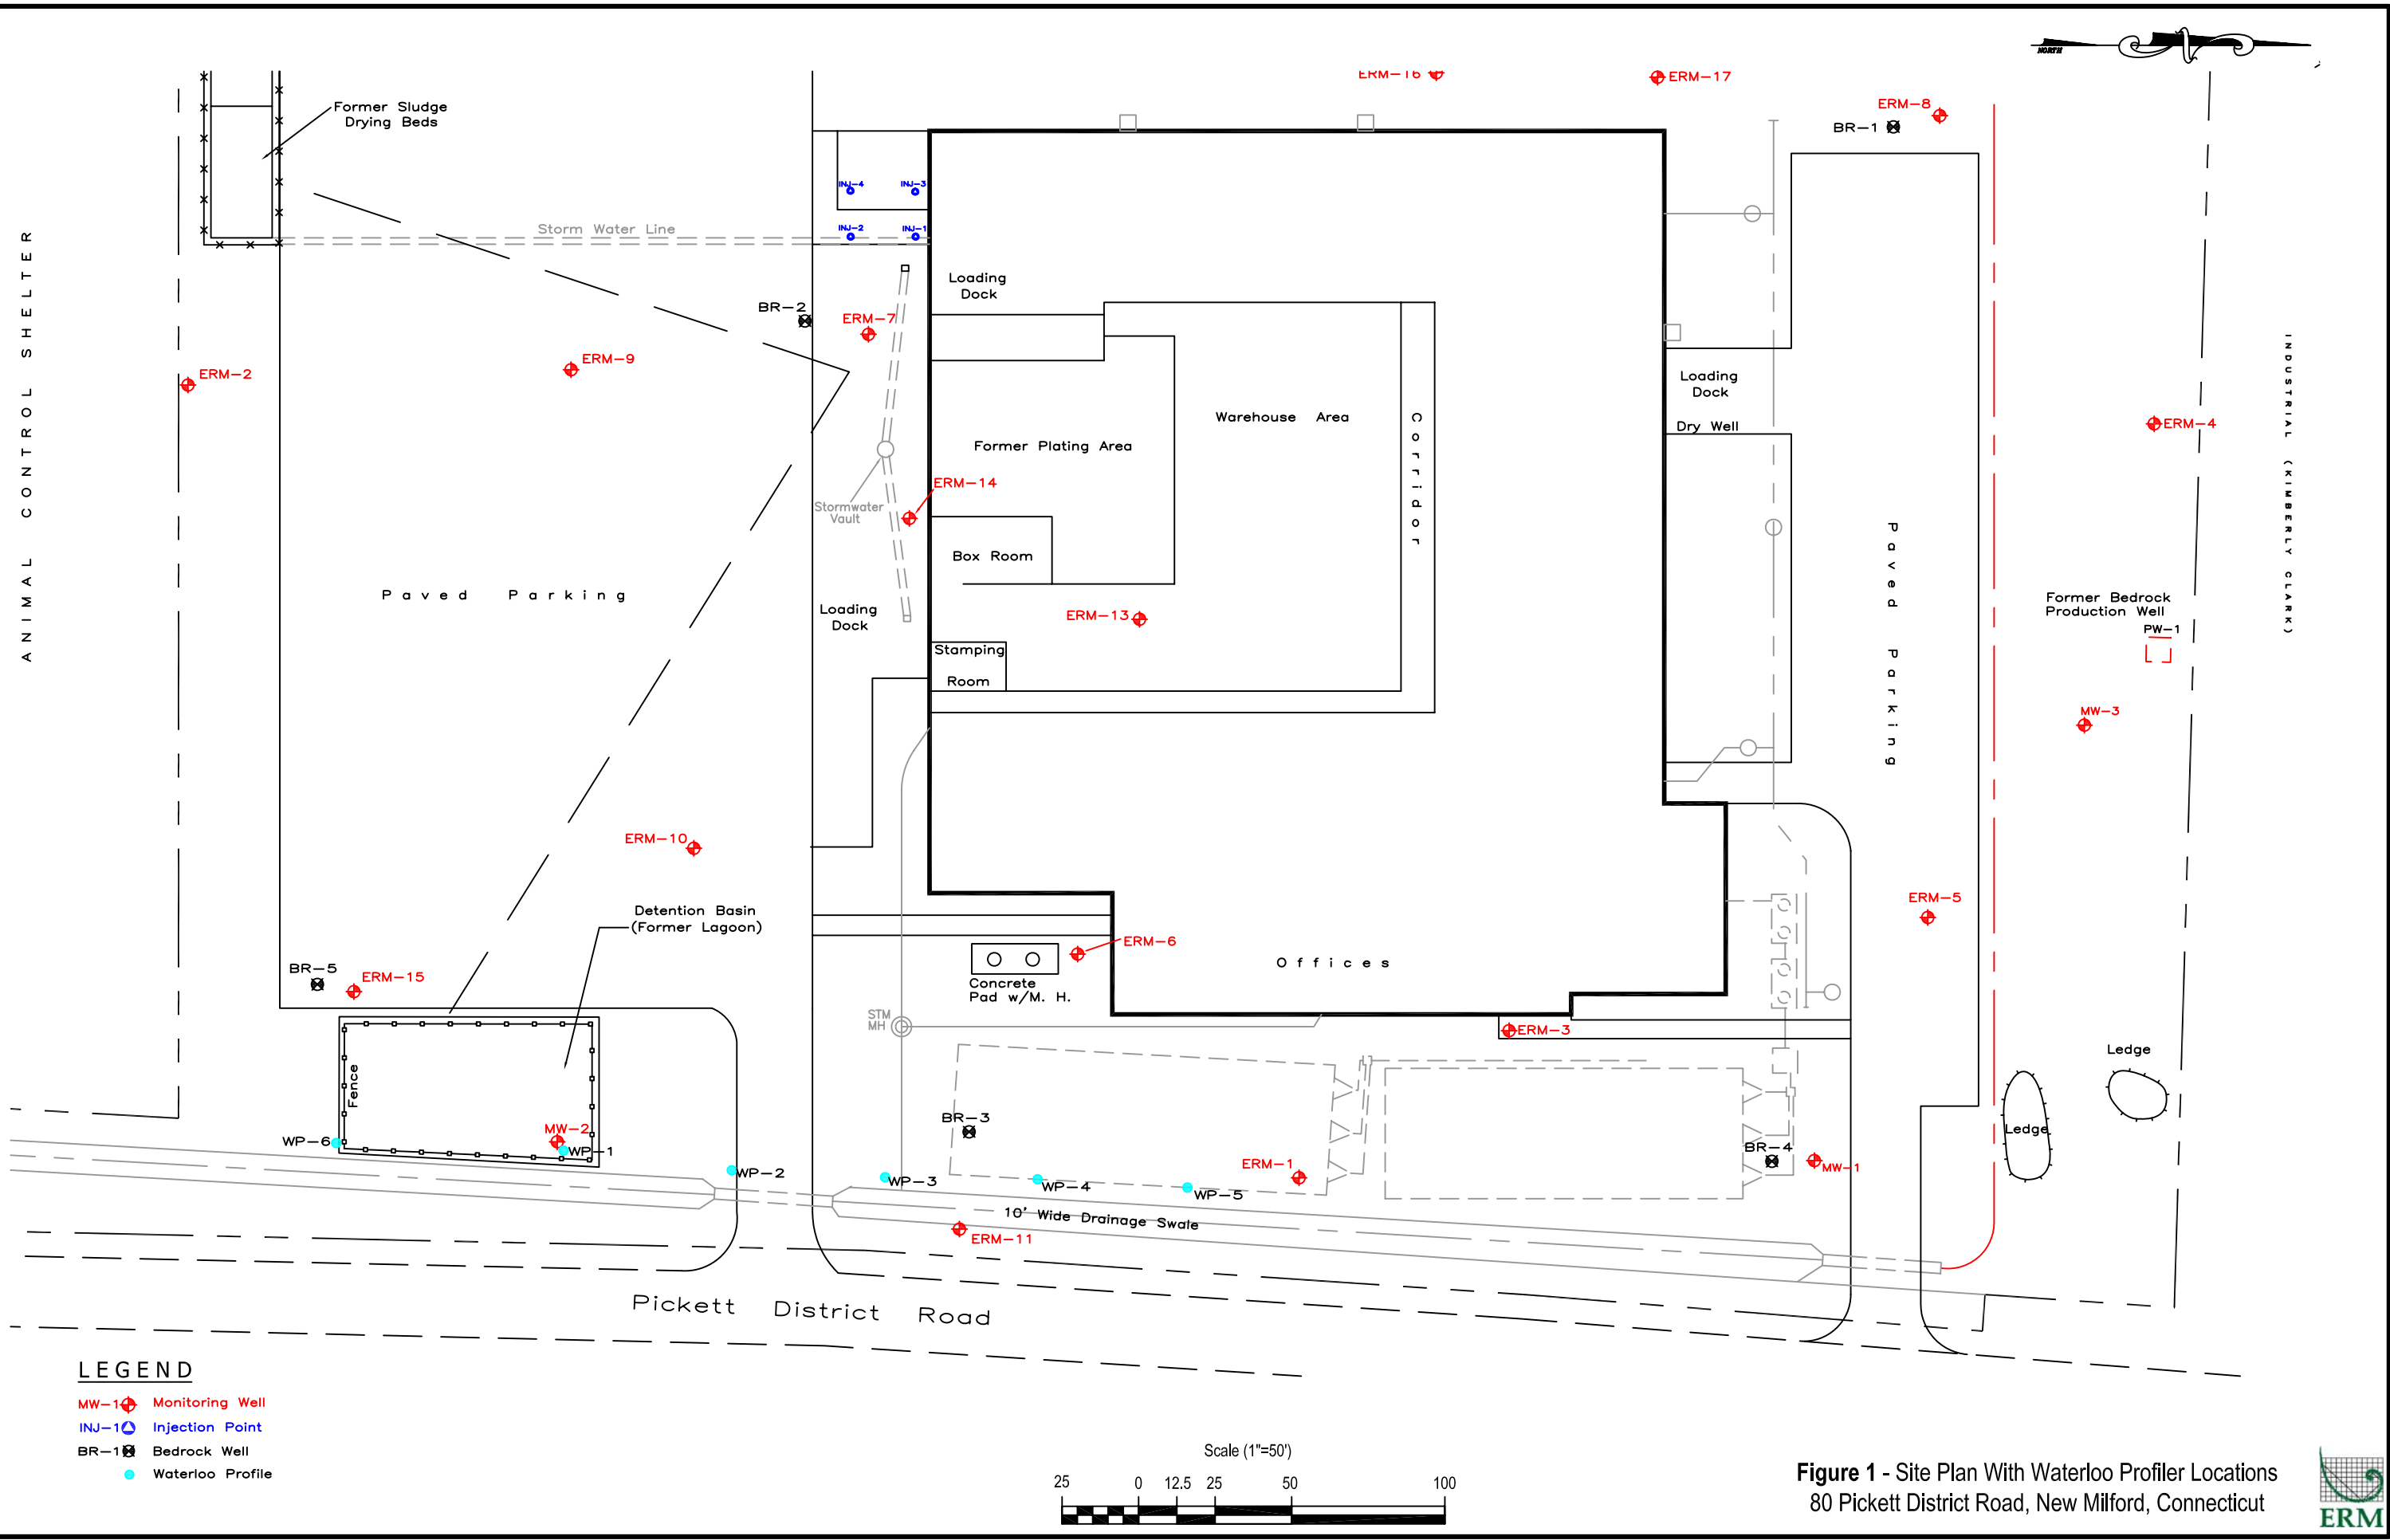 NORTH
ERM-16
ERM-17
ERM-8
BR-1
Former Sludge
Drying Beds
INJ-4
INJ-3
INJ-2
INJ-1
Storm Water Line
ANIMAL CONTROL SHELTER
INDUSTRIAL (KIMBERLY CLARK)
Loading
Dock
BR-2
ERM-7
ERM-9
ERM-2
Loading
Dock
Warehouse Area
Corridor
Former Plating Area
Dry Well
ERM-4
ERM-14
Stormwater
Vault
Box Room
Paved Parking
Paved Parking
Former Bedrock
Production Well
PW-1
Loading
Dock
ERM-13
Stamping
Room
MW-3
ERM-10
ERM-5
Detention Basin
(Former Lagoon)
ERM-6
Offices
BR-5
ERM-15
Concrete
Pad w/M. H.
STM
MH
ERM-3
Ledge
Ledge
Fence
BR-3
MW-2
WP-6
WP-1
BR-4
MW-1
ERM-1
WP-2
WP-3
WP-4
WP-5
10' Wide Drainage Swale
ERM-11
Pickett District Road
LEGEND
MW-1 Monitoring Well
INJ-1 Injection Point
BR-1 Bedrock Well
Waterloo Profile
Scale (1"=50')
25 0 12.5 25 50 100
Figure 1 - Site Plan With Waterloo Profiler Locations
80 Pickett District Road, New Milford, Connecticut
ERM